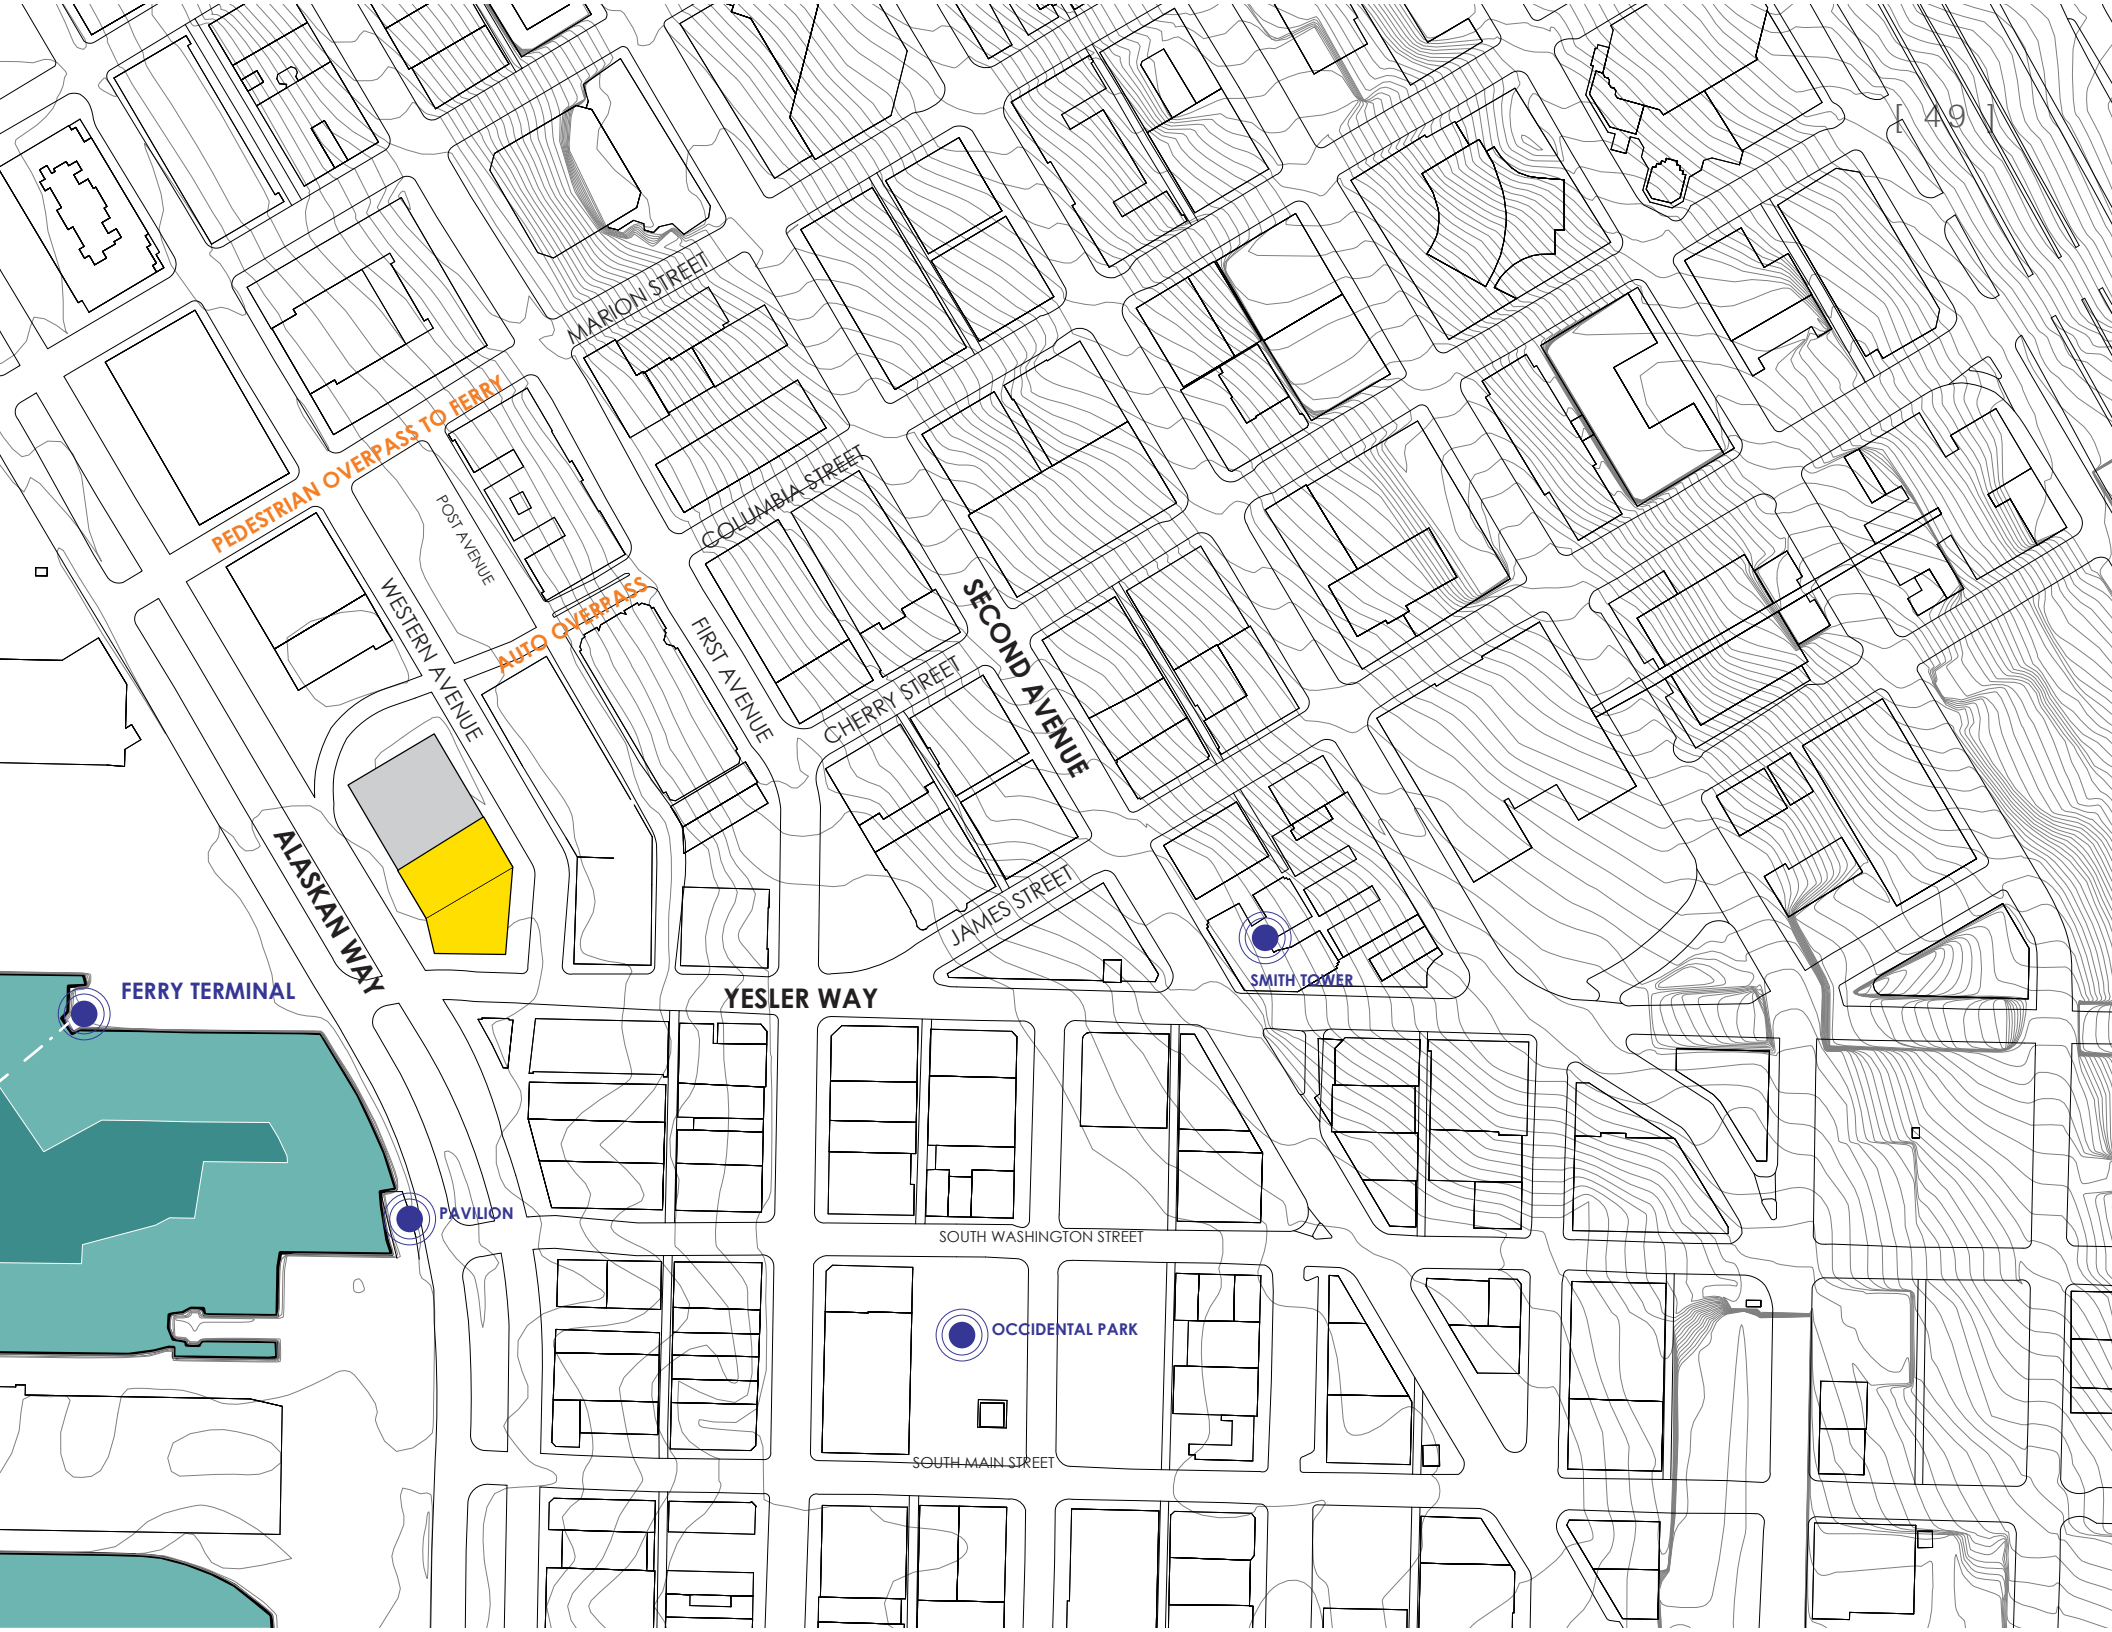 [ 49 ]
MARION STREET
PEDESTRIAN OVERPASS TO FERRY
COLUMBIA STREET
POST AVENUE
AUTO OVERPASS
WESTERN AVENUE
FIRST AVENUE
SECOND AVENUE
CHERRY STREET
ALASKAN WAY
JAMES STREET
SMITH TOWER
FERRY TERMINAL
YESLER WAY
PAVILION
SOUTH WASHINGTON STREET
OCCIDENTAL PARK
SOUTH MAIN STREET